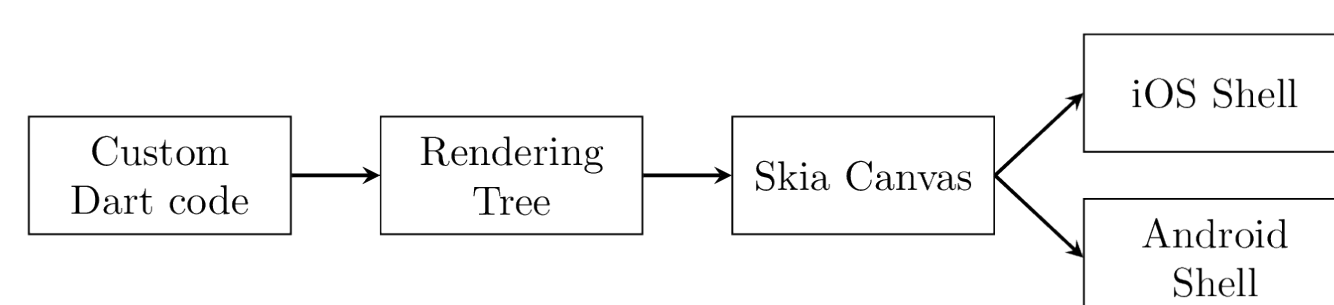 Custom
Dart code
Rendering
Tree
Skia Canvas
iOS Shell
Android
Shell